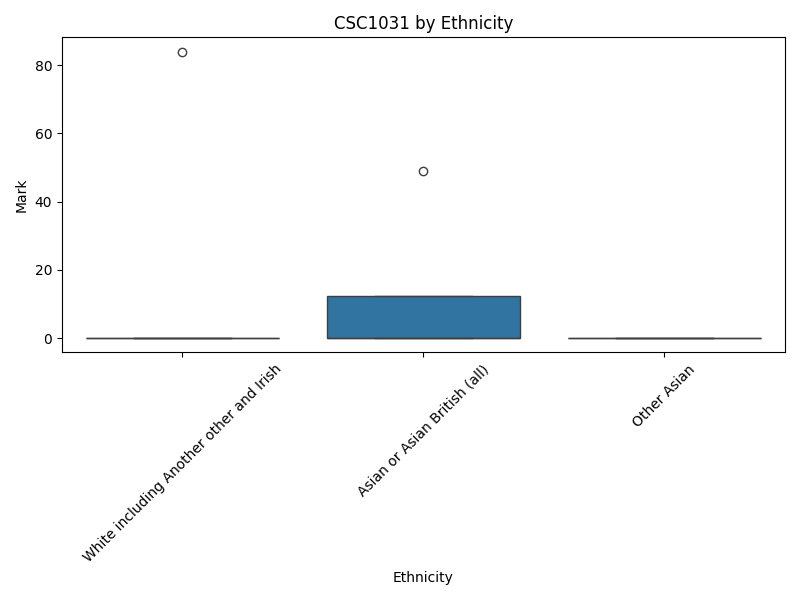 CSC1031 by Ethnicity
Mark
80
60
40
20
0
White including Another other and Irish
Asian or Asian British (all)
Other Asian
Ethnicity